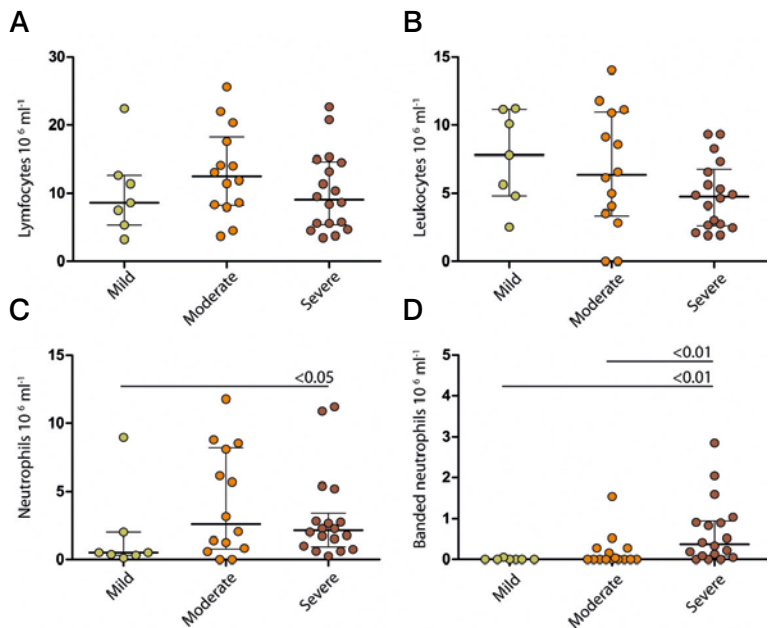 A
Lymfocytes 10 ⁶ ml⁻¹
30
20
10
0
Mild
Moderate
Severe
B
Leukocytes 10 ⁶ ml⁻¹
15
10
5
0
Mild
Moderate
Severe
C
Neutrophils 10 ⁶ ml⁻¹
15
10
5
0
<0.05
Mild
Moderate
Severe
D
Banded neutrophils 10 ⁶ ml⁻¹
5
4
3
2
1
0
<0.01
<0.01
Mild
Moderate
Severe